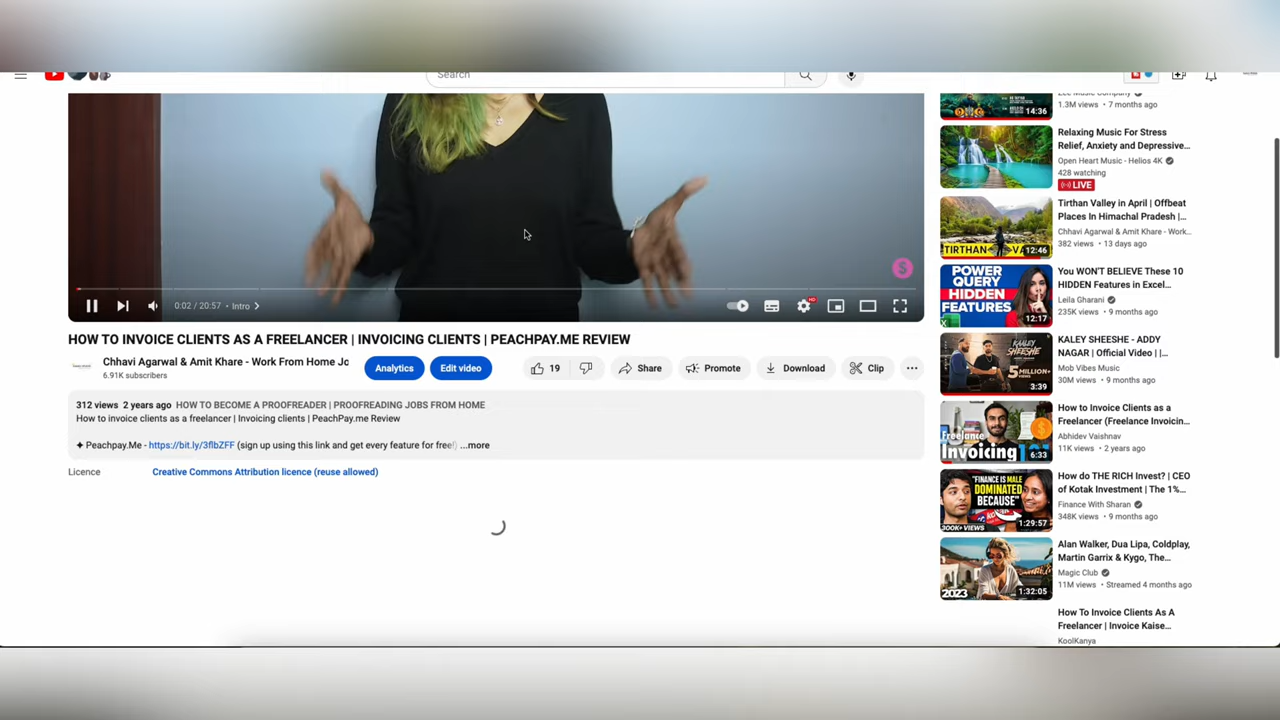 Search
S
0:02 / 20:57 • Intro
HD
HOW TO INVOICE CLIENTS AS A FREELANCER | INVOICING CLIENTS | PEACHPAY.ME REVIEW
Chhavi Agarwal & Amit Khare - Work From Home Jo
6.91K subscribers
Analytics
Edit video
19
Share
Promote
Download
Clip
312 views 2 years ago HOW TO BECOME A PROOFREADER | PROOFREADING JOBS FROM HOME
How to invoice clients as a freelancer | Invoicing clients | PeachPay.me Review
✦ Peachpay.Me - https://bit.ly/3flbZFF (sign up using this link and get every feature for free!) ...more
Licence
Creative Commons Attribution licence (reuse allowed)
14:36
Zee Music Company
1.3M views • 7 months ago
Relaxing Music For Stress
Relief, Anxiety and Depressive...
Open Heart Music - Helios 4K
428 watching
LIVE
TIRTHAN VA
12:46
Tirthan Valley in April | Offbeat
Places In Himachal Pradesh |...
Chhavi Agarwal & Amit Khare - Work...
382 views • 13 days ago
POWER
QUERY
HIDDEN
FEATURES
12:17
You WON'T BELIEVE These 10
HIDDEN Features in Excel...
Leila Gharani
235K views • 9 months ago
KAALEY
SHEESHE
5 MILLION+
3:39
KALEY SHEESHE - ADDY
NAGAR | Official Video | |...
Mob Vibes Music
30M views • 9 months ago
Freelance
Invoicing
6:33
How to Invoice Clients as a
Freelancer (Freelance Invoicin...
Abhidev Vaishnav
11K views • 2 years ago
"FINANCE IS MALE
DOMINATED
BECAUSE"
300K+ VIEWS
1:29:57
How do THE RICH Invest? | CEO
of Kotak Investment | The 1%...
Finance With Sharan
348K views • 9 months ago
2023
1:32:05
Alan Walker, Dua Lipa, Coldplay,
Martin Garrix & Kygo, The...
Magic Club
11M views • Streamed 4 months ago
How To Invoice Clients As A
Freelancer | Invoice Kaise...
KoolKanya